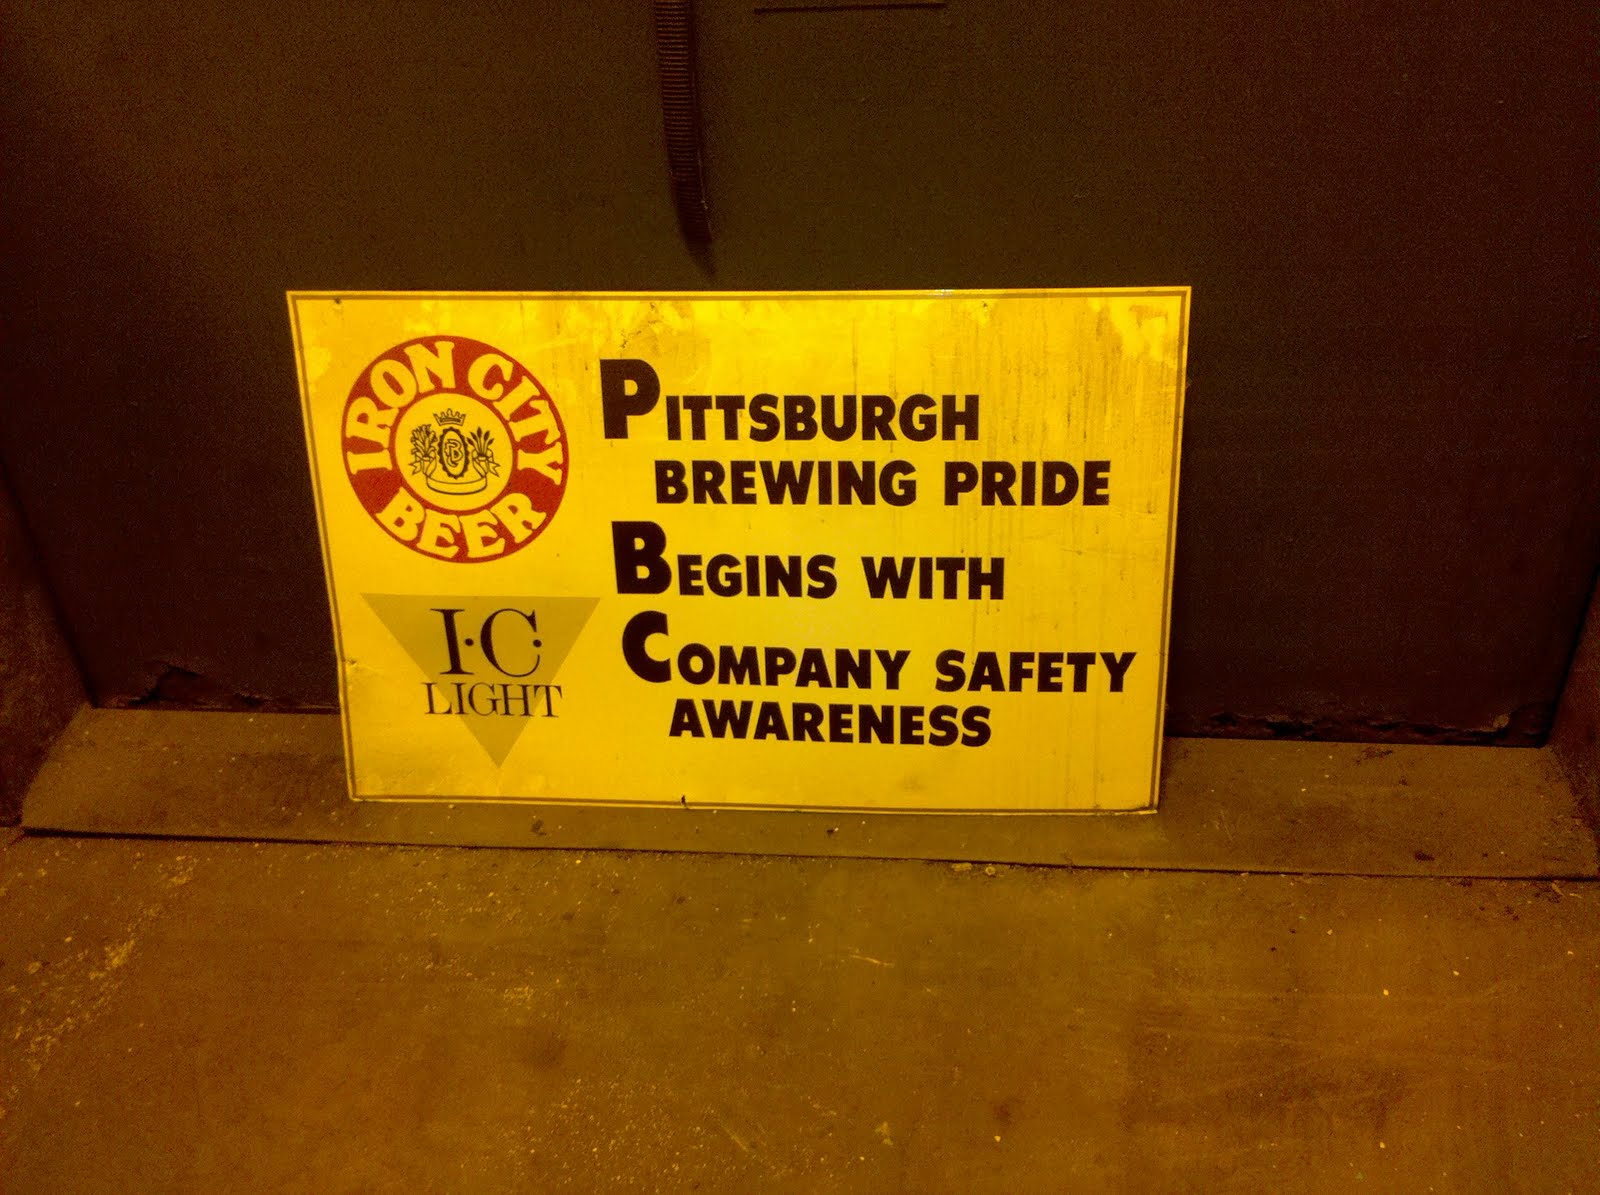 IRON CITY
BEER
I·C·
LIGHT
PITTSBURGH
BREWING PRIDE
BEGINS WITH
COMPANY SAFETY
AWARENESS